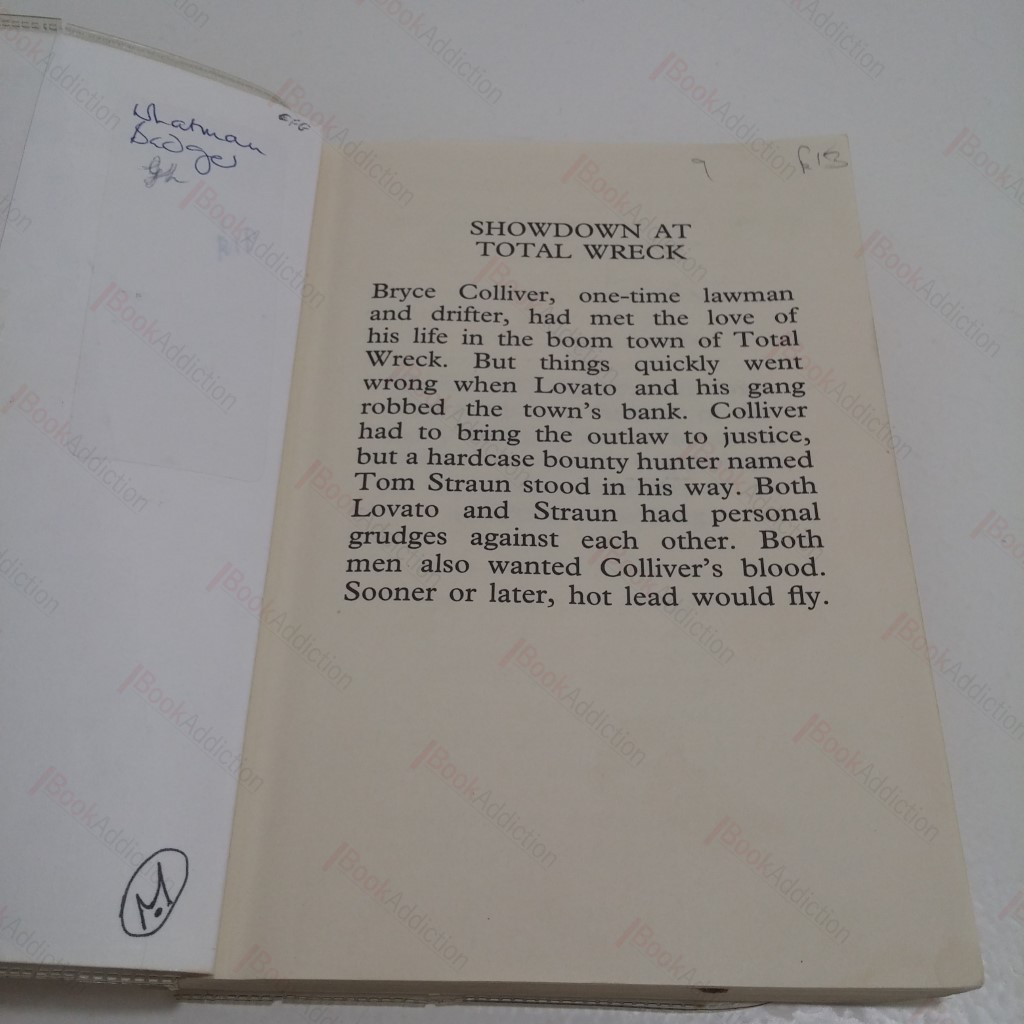 SHOWDOWN AT
TOTAL WRECK
Bryce Colliver, one-time lawman
and drifter, had met the love of
his life in the boom town of Total
Wreck. But things quickly went
wrong when Lovato and his gang
robbed the town's bank. Colliver
had to bring the outlaw to justice,
but a hardcase bounty hunter named
Tom Straun stood in his way. Both
Lovato and Straun had personal
grudges against each other. Both
men also wanted Colliver's blood.
Sooner or later, hot lead would fly.
BookAddiction